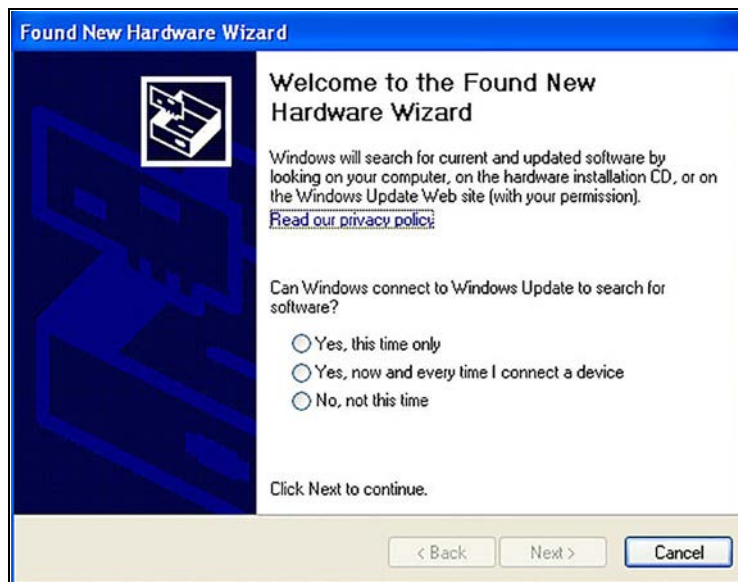 Found New Hardware Wizard
Welcome to the Found New
Hardware Wizard
Windows will search for current and updated software by
looking on your computer, on the hardware installation CD, or on
the Windows Update Web site (with your permission).
Read our privacy policy
Can Windows connect to Windows Update to search for
software?
Yes, this time only
Yes, now and every time I connect a device
No, not this time
Click Next to continue.
< Back Next > Cancel